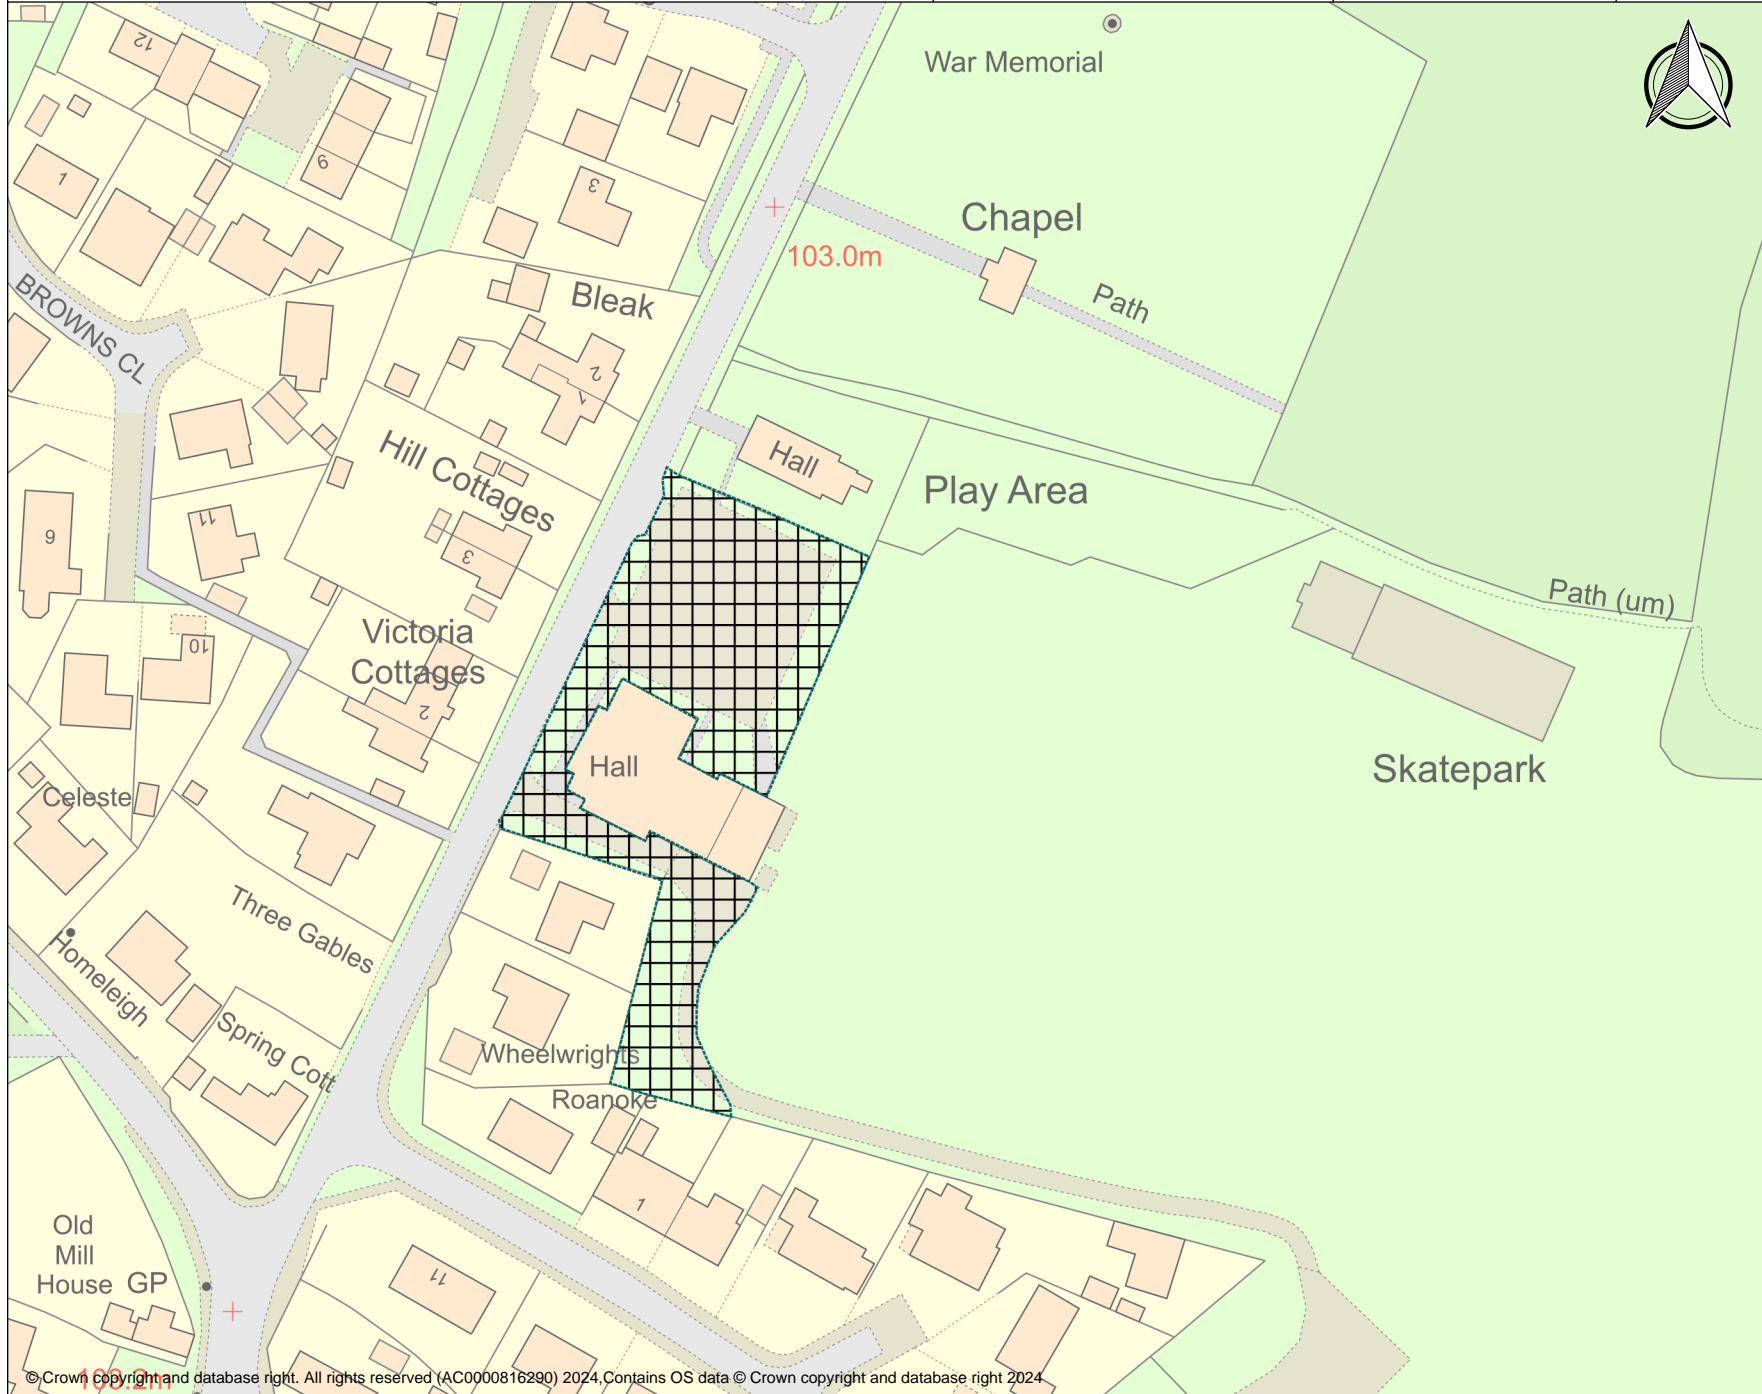 War Memorial
12
1
6
3
Chapel
103.0m
Path
BROWNS CL
Bleak
2
1
Hill Cottages
Hall
Play Area
11
9
3
Path (um)
Victoria
Cottages
10
2
Hall
Skatepark
Celeste
Three Gables
Homeleigh
Spring Cott
Wheelwrights
Roanoke
1
Old
Mill
House
GP
11
103.2m
© Crown copyright and database right. All rights reserved (AC0000816290) 2024,Contains OS data © Crown copyright and database right 2024